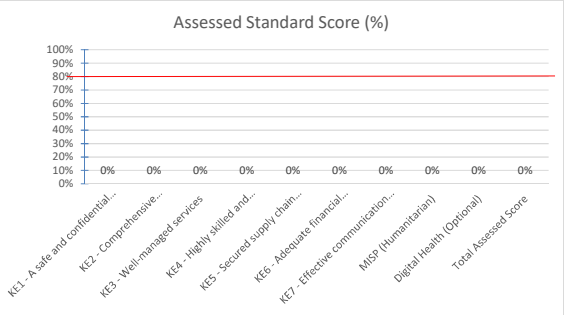 Assessed Standard Score (%)
100%
90%
80%
70%
60%
50%
40%
30%
20%
10%
0%
0% 0% 0% 0% 0% 0% 0% 0% 0% 0%
KE1 - A safe and confidential...
KE2 - Comprehensive...
KE3 - Well-managed services
KE4 - Highly skilled and...
KE5 - Secured supply chain...
KE6 - Adequate financial...
KE7 - Effective communication...
MISP (Humanitarian)
Digital Health (Optional)
Total Assessed Score